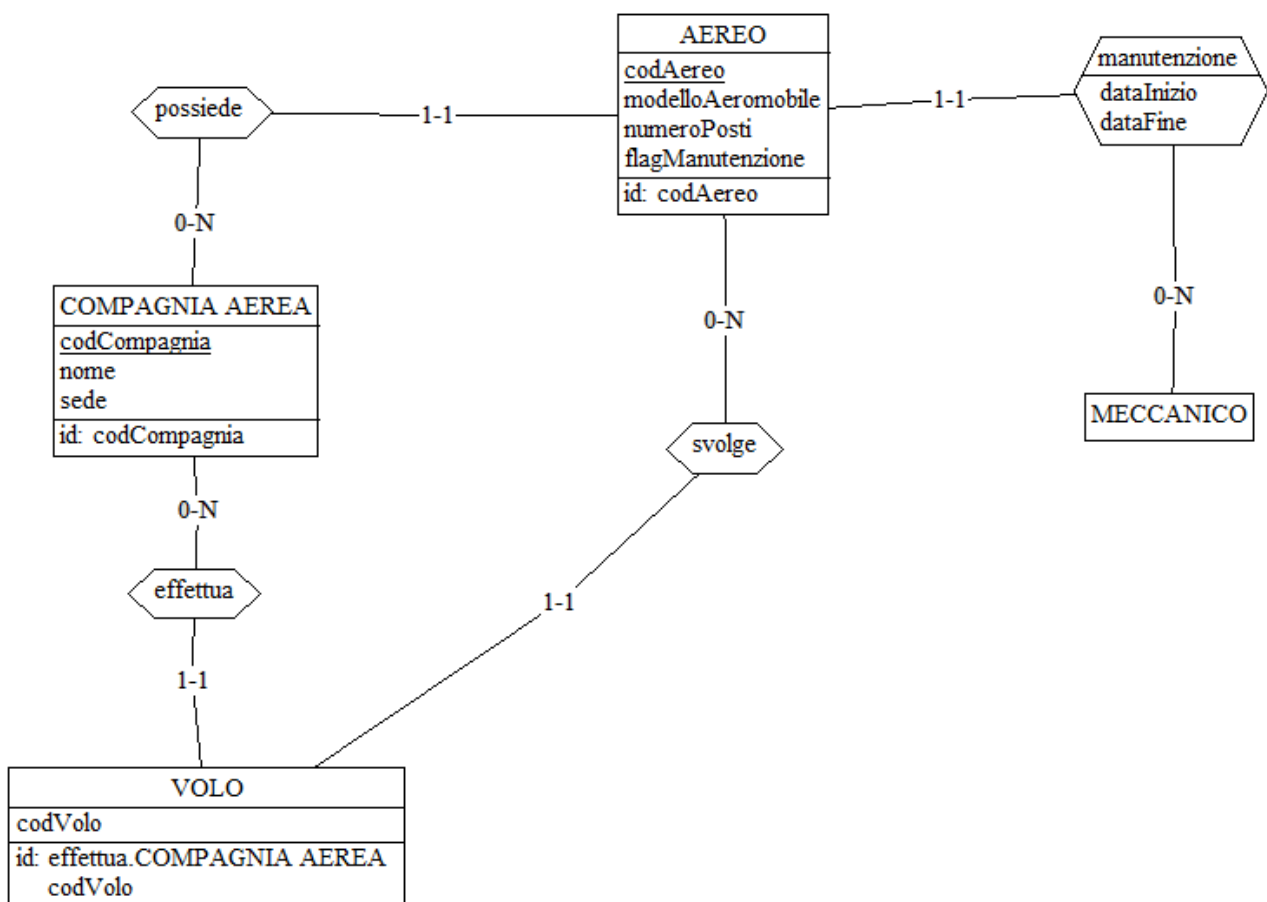 AEREO
codAereo
modelloAeromobile
numeroPosti
flagManutenzione
id: codAereo
manutenzione
dataInizio
dataFine
possiede
1-1
1-1
0-N
0-N
0-N
COMPAGNIA AEREA
codCompagnia
nome
sede
id: codCompagnia
MECCANICO
svolge
0-N
effettua
1-1
1-1
VOLO
codVolo
id: effettua.COMPAGNIA AEREA
codVolo